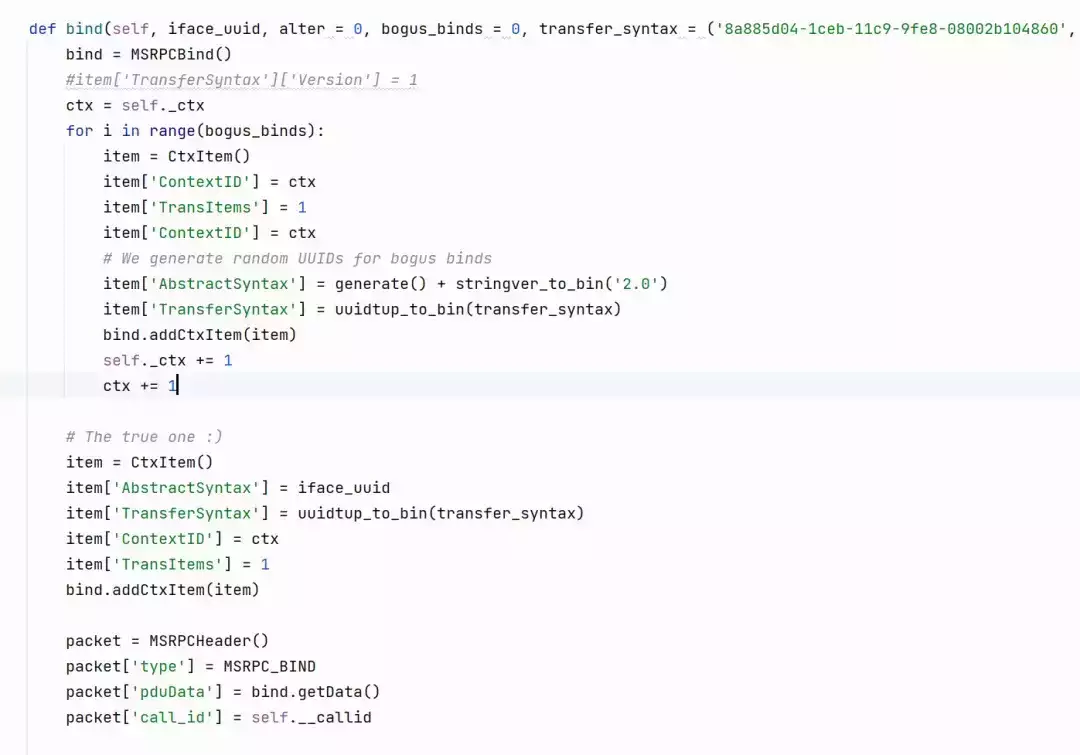 def bind(self, iface_uuid, alter = 0, bogus_binds = 0, transfer_syntax = ('8a885d04-1ceb-11c9-9fe8-08002b104860',
    bind = MSRPCBind()
    #item['TransferSyntax']['Version'] = 1
    ctx = self._ctx
    for i in range(bogus_binds):
        item = CtxItem()
        item['ContextID'] = ctx
        item['TransItems'] = 1
        item['ContextID'] = ctx
        # We generate random UUIDs for bogus binds
        item['AbstractSyntax'] = generate() + stringver_to_bin('2.0')
        item['TransferSyntax'] = uuidtup_to_bin(transfer_syntax)
        bind.addCtxItem(item)
        self._ctx += 1
        ctx += 1

    # The true one :)
    item = CtxItem()
    item['AbstractSyntax'] = iface_uuid
    item['TransferSyntax'] = uuidtup_to_bin(transfer_syntax)
    item['ContextID'] = ctx
    item['TransItems'] = 1
    bind.addCtxItem(item)

    packet = MSRPCHeader()
    packet['type'] = MSRPC_BIND
    packet['pduData'] = bind.getData()
    packet['call_id'] = self.__callid